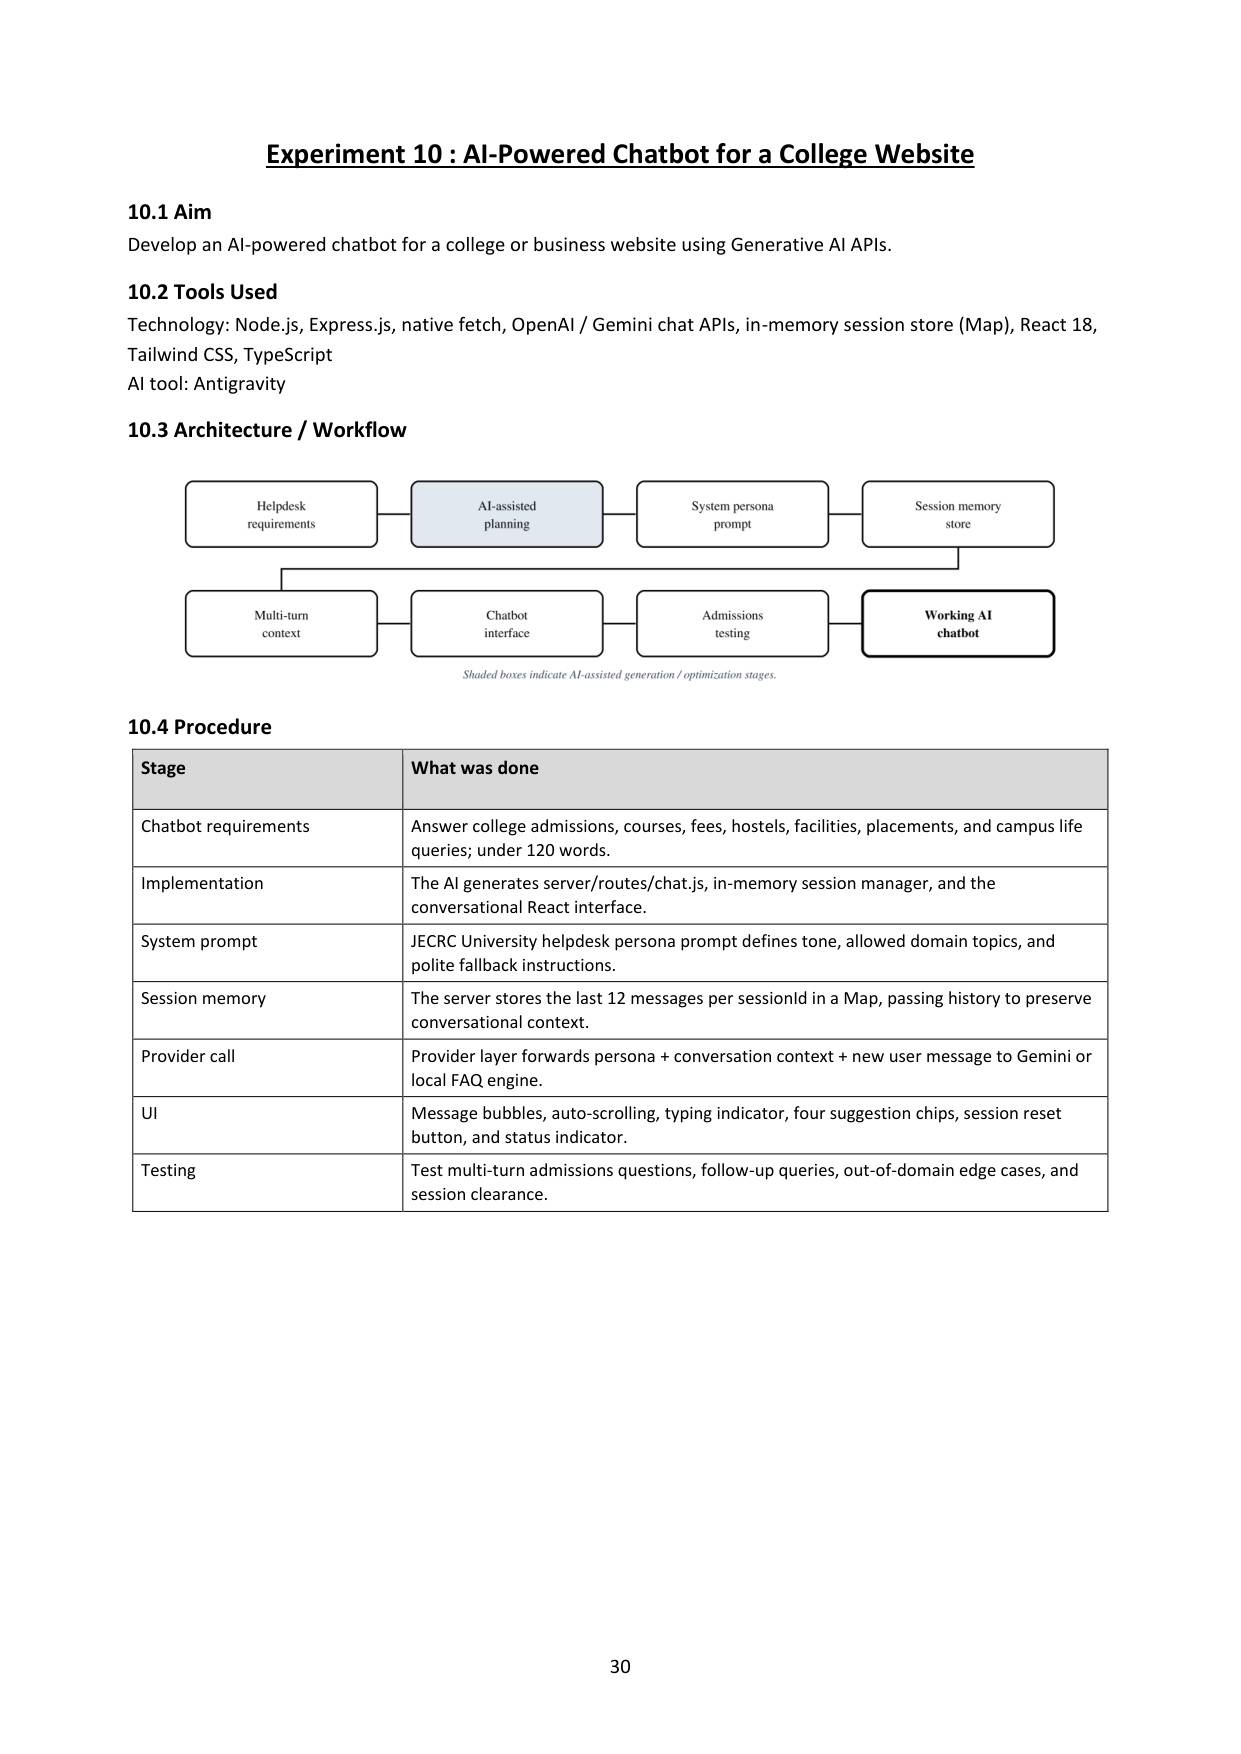 Experiment 10 : AI-Powered Chatbot for a College Website
10.1 Aim
Develop an AI-powered chatbot for a college or business website using Generative AI APIs.
10.2 Tools Used
Technology: Node.js, Express.js, native fetch, OpenAI / Gemini chat APIs, in-memory session store (Map), React 18,
Tailwind CSS, TypeScript
AI tool: Antigravity
10.3 Architecture / Workflow
Helpdesk
requirements
AI-assisted
planning
System persona
prompt
Session memory
store
Multi-turn
context
Chatbot
interface
Admissions
testing
Working AI
chatbot
Shaded boxes indicate AI-assisted generation / optimization stages.
10.4 Procedure
Stage
What was done
Chatbot requirements
Answer college admissions, courses, fees, hostels, facilities, placements, and campus life
queries; under 120 words.
Implementation
The AI generates server/routes/chat.js, in-memory session manager, and the
conversational React interface.
System prompt
JECRC University helpdesk persona prompt defines tone, allowed domain topics, and
polite fallback instructions.
Session memory
The server stores the last 12 messages per sessionId in a Map, passing history to preserve
conversational context.
Provider call
Provider layer forwards persona + conversation context + new user message to Gemini or
local FAQ engine.
UI
Message bubbles, auto-scrolling, typing indicator, four suggestion chips, session reset
button, and status indicator.
Testing
Test multi-turn admissions questions, follow-up queries, out-of-domain edge cases, and
session clearance.
30